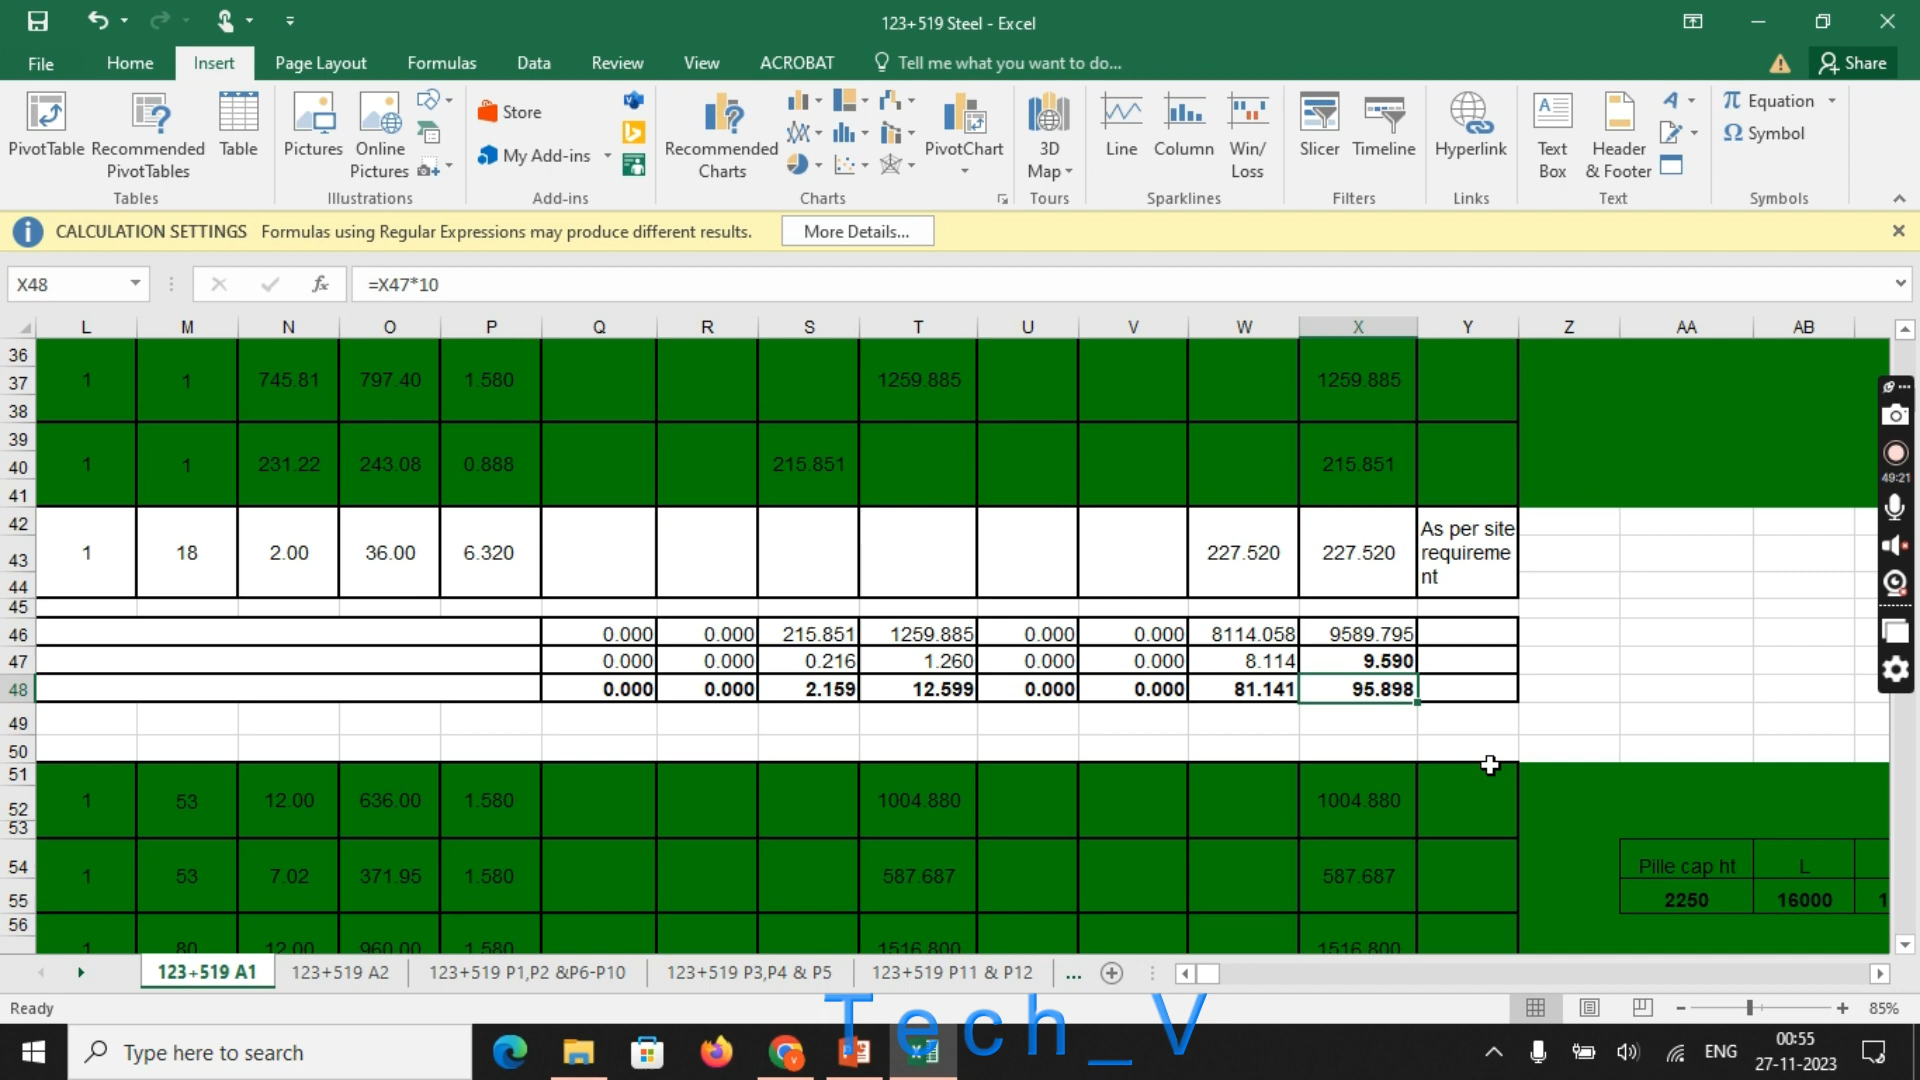 123+519 Steel - Excel
File Home Insert Page Layout Formulas Data Review View ACROBAT Tell me what you want to do... Share
PivotTable Recommended PivotTables Table Pictures Online Pictures Store My Add-ins Recommended Charts PivotChart 3D Map Line Column Win/ Loss Slicer Timeline Hyperlink Text Box Header & Footer Equation Symbol
Tables Illustrations Add-ins Charts Tours Sparklines Filters Links Text Symbols
CALCULATION SETTINGS Formulas using Regular Expressions may produce different results. More Details...
X48 fx =X47*10
L M N O P Q R S T U V W X Y Z AA AB
36
37 1 1 745.81 797.40 1.580 1259.885 1259.885
38
39
40 1 1 231.22 243.08 0.888 215.851 215.851
41
42
43 1 18 2.00 36.00 6.320 227.520 227.520 As per site requireme nt
44
45
46 0.000 0.000 215.851 1259.885 0.000 0.000 8114.058 9589.795
47 0.000 0.000 0.216 1.260 0.000 0.000 8.114 9.590
48 0.000 0.000 2.159 12.599 0.000 0.000 81.141 95.898
49
50
51
52 1 53 12.00 636.00 1.580 1004.880 1004.880
53
54 1 53 7.02 371.95 1.580 587.687 587.687 Pille cap ht L
55 2250 16000 1
56 1 80 12.00 960.00 1.580 1516.800 1516.800
49:21
123+519 A1 123+519 A2 123+519 P1,P2 &P6-P10 123+519 P3,P4 & P5 123+519 P11 & P12 ...
Ready 85%
Tech_V
Type here to search ENG 00:55
27-11-2023